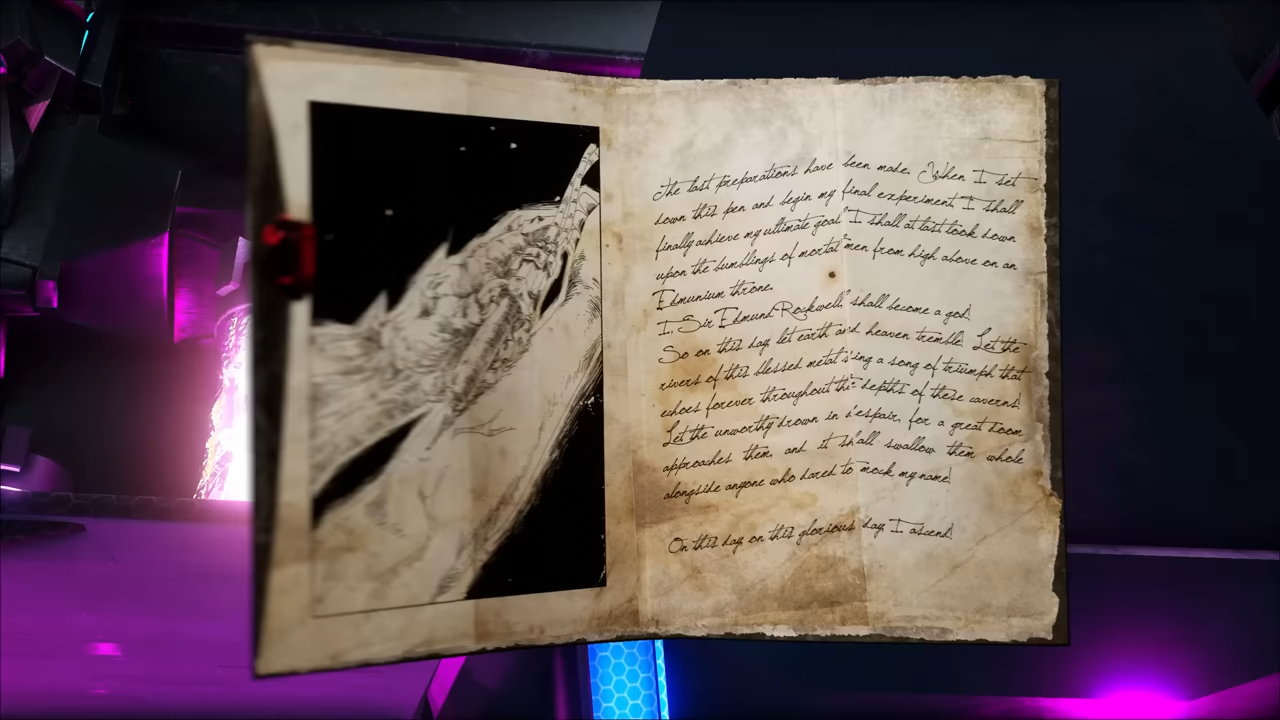 The last preparations have been made. When I set
down this pen and begin my final experiment I shall
finally achieve my ultimate goal. I shall at last look down
upon the bumblings of mortal men from high above on an
Edmunium throne.
I, Sir Edmund Rockwell, shall become a god!
So on this day, let earth and heaven tremble! Let the
rivers of this blessed metal sing a song of triumph that
echoes forever throughout the depths of these caverns!
Let the unworthy drown in despair, for a great doom
approaches them, and it shall swallow them whole
alongside anyone who dared to mock my name!
On this day, on this glorious day, I ascend!